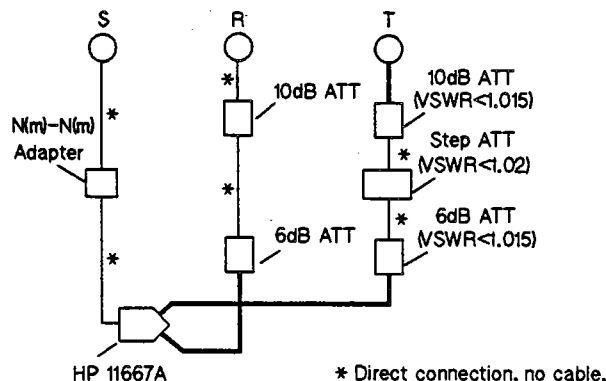 S
R
T
10dB ATT
10dB ATT
(VSWR<1.015)
N(m)-N(m)
Adapter
Step ATT
(VSWR<1.02)
*
*
*
*
*
*
6dB ATT
6dB ATT
(VSWR<1.015)
HP 11667A
* Direct connection, no cable.